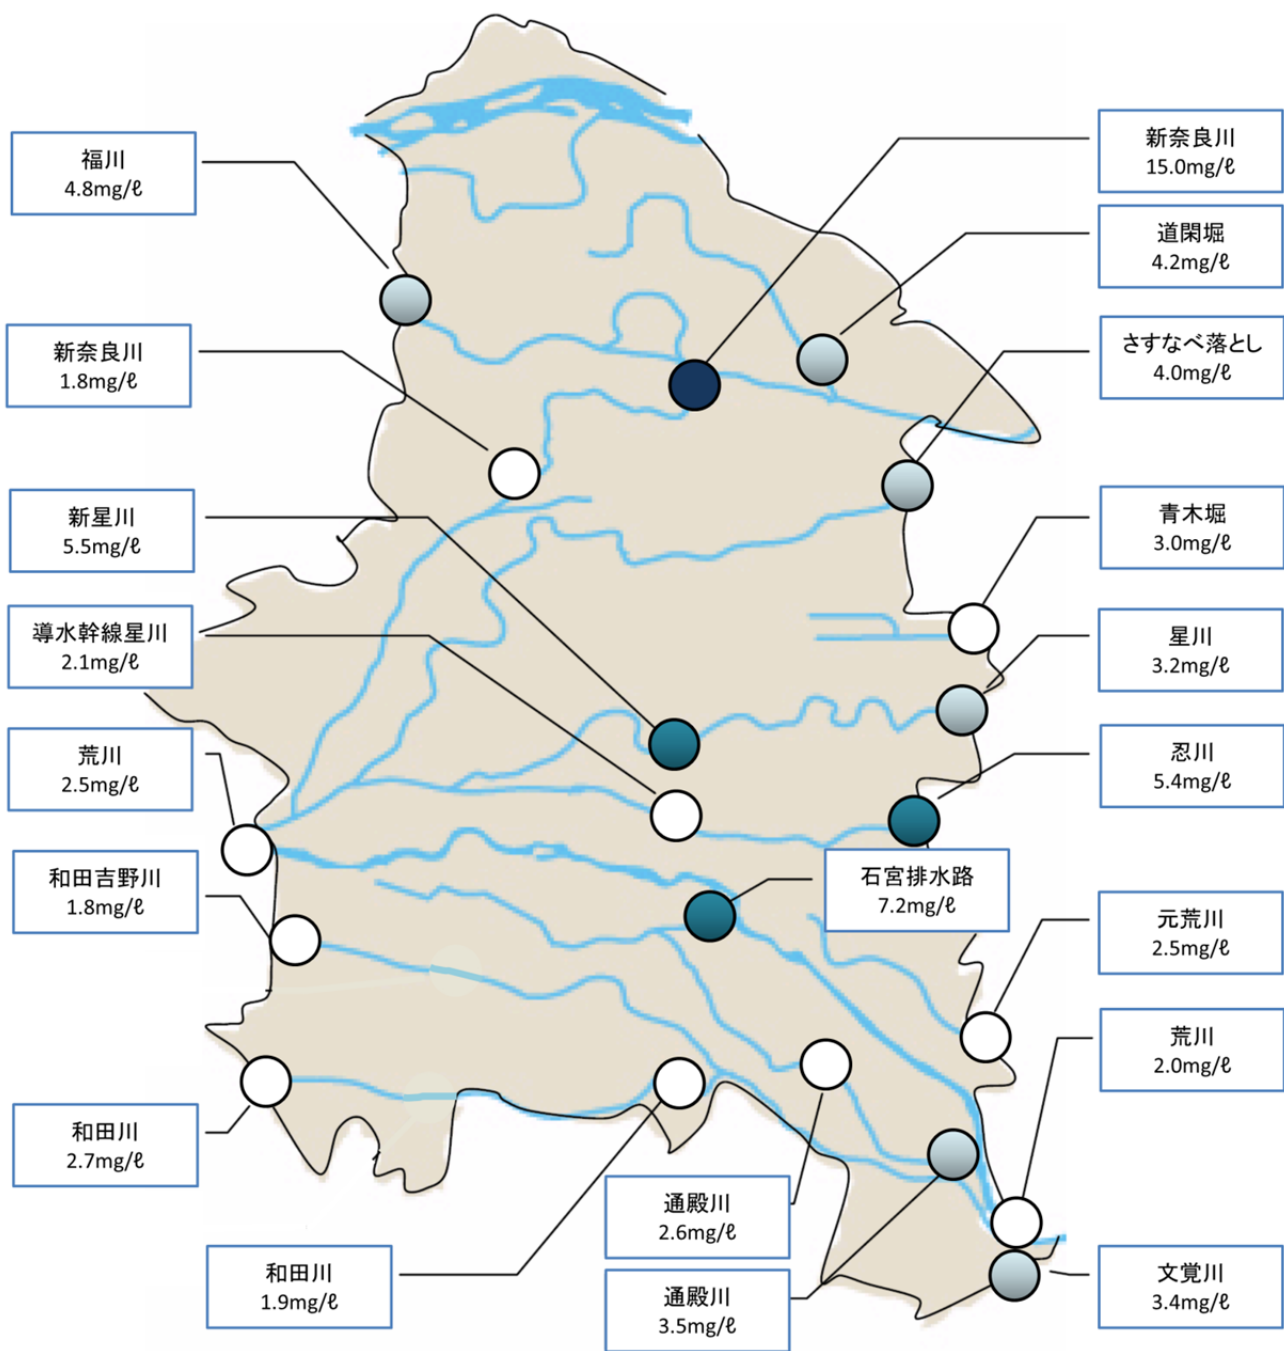 福川
4.8mg/ℓ
新奈良川
1.8mg/ℓ
新星川
5.5mg/ℓ
導水幹線星川
2.1mg/ℓ
荒川
2.5mg/ℓ
和田吉野川
1.8mg/ℓ
和田川
2.7mg/ℓ
和田川
1.9mg/ℓ
新奈良川
15.0mg/ℓ
道閑堀
4.2mg/ℓ
さすなべ落とし
4.0mg/ℓ
青木堀
3.0mg/ℓ
星川
3.2mg/ℓ
忍川
5.4mg/ℓ
石宮排水路
7.2mg/ℓ
元荒川
2.5mg/ℓ
荒川
2.0mg/ℓ
通殿川
2.6mg/ℓ
通殿川
3.5mg/ℓ
文覚川
3.4mg/ℓ